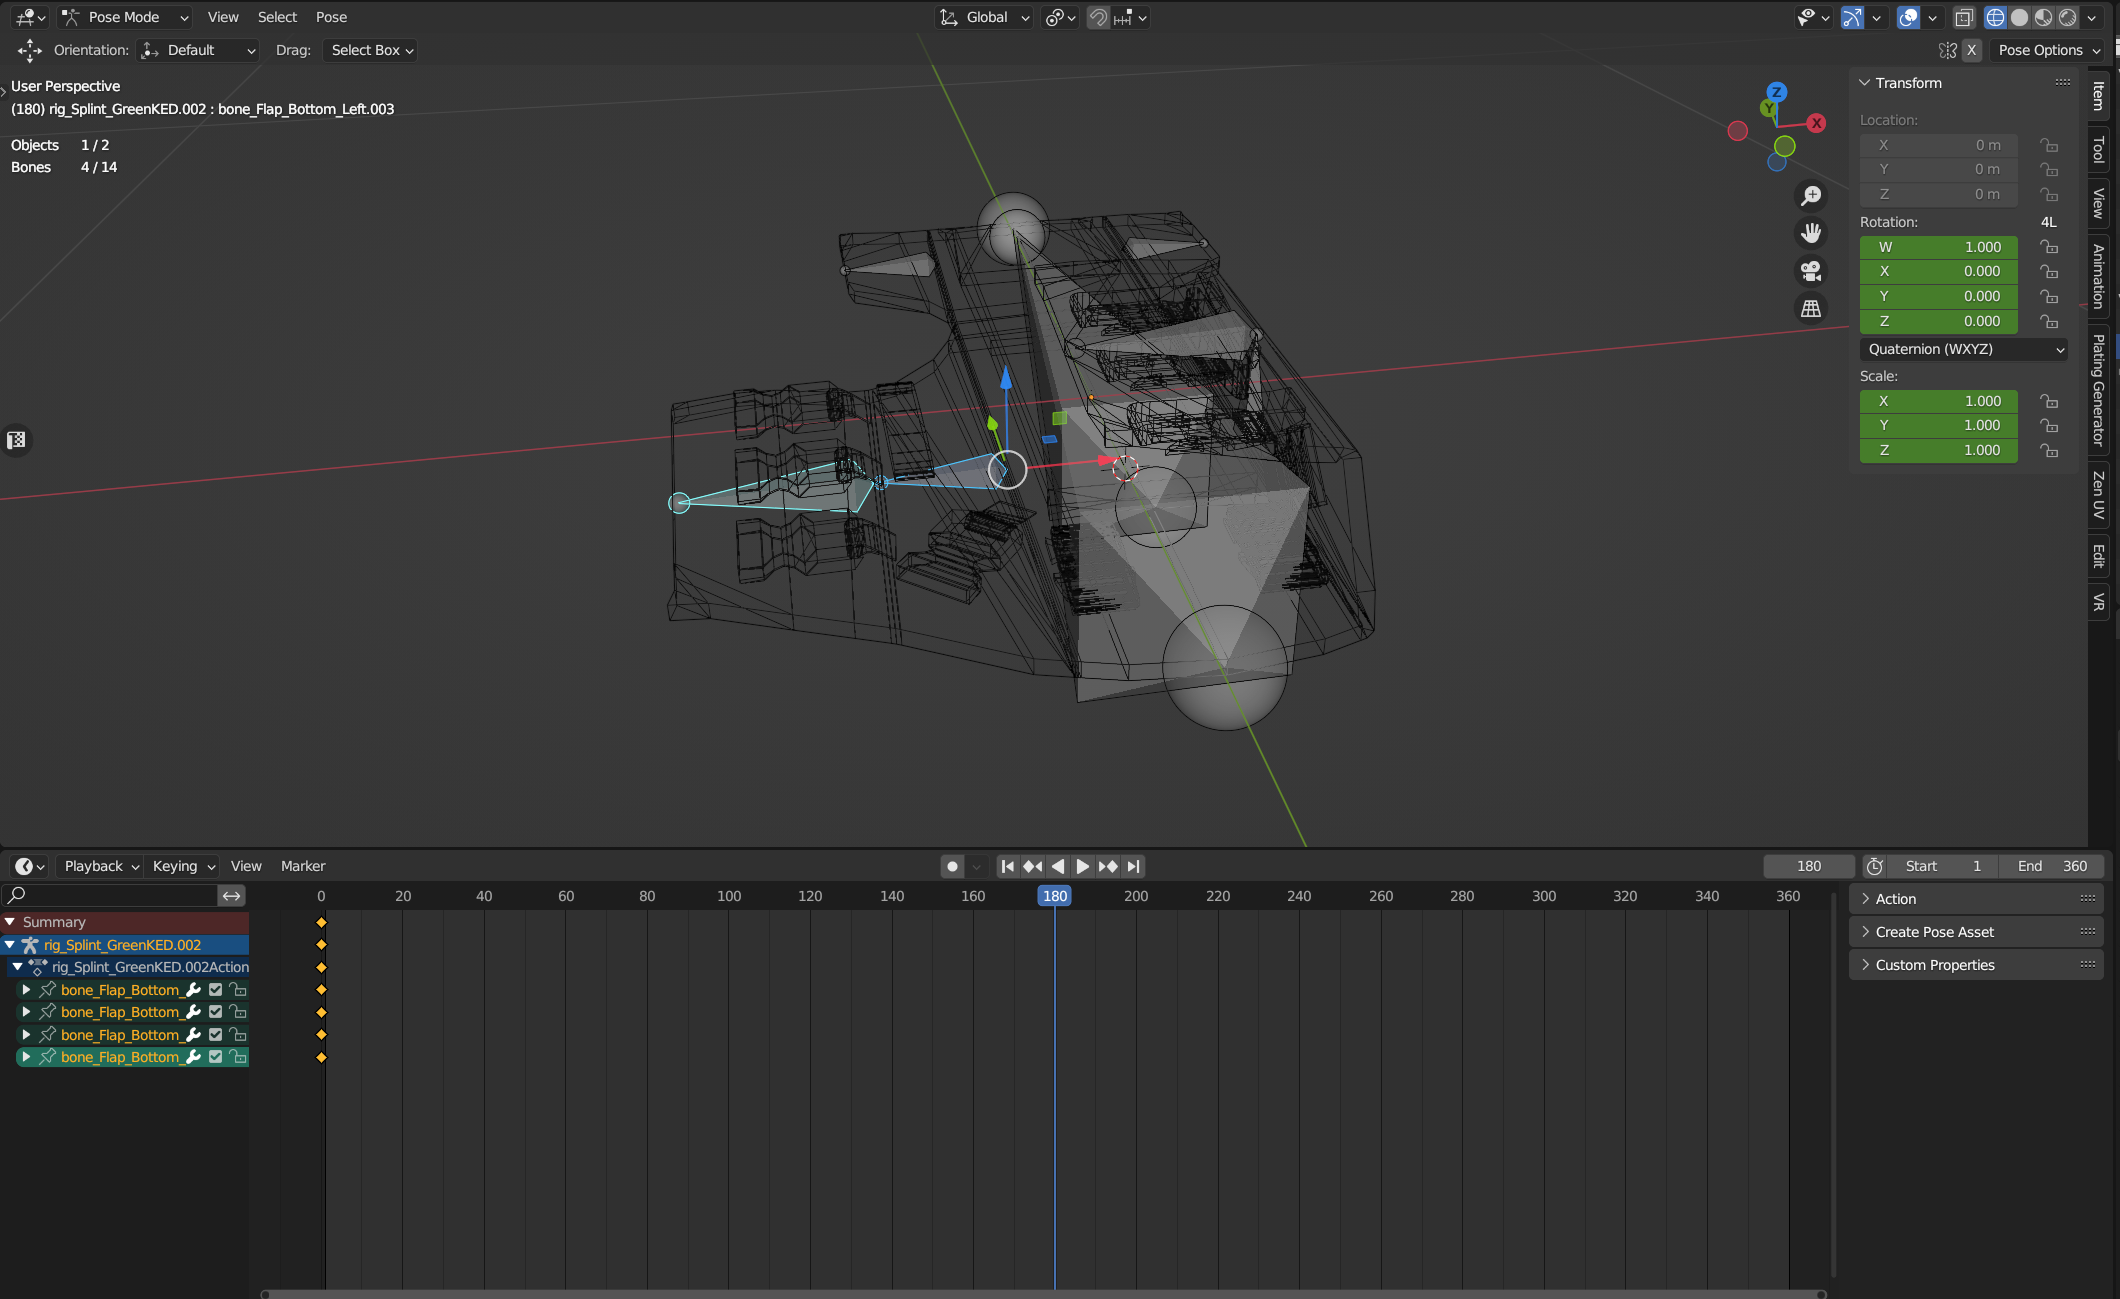 Pose Mode View Select Pose Global
Orientation: Default Drag: Select Box X Pose Options
User Perspective
(180) rig_Splint_GreenKED.002 : bone_Flap_Bottom_Left.003
Objects 1 / 2
Bones 4 / 14
Z
Y
X
Transform
Location:
X 0 m
Y 0 m
Z 0 m
Rotation: 4L
W 1.000
X 0.000
Y 0.000
Z 0.000
Quaternion (WXYZ)
Scale:
X 1.000
Y 1.000
Z 1.000
Item
Tool
View
Animation
Plating Generator
Zen UV
Edit
VR
Playback Keying View Marker 180 Start 1 End 360
0 20 40 60 80 100 120 140 160 180 200 220 240 260 280 300 320 340 360
Summary
rig_Splint_GreenKED.002
rig_Splint_GreenKED.002Action
bone_Flap_Bottom_
bone_Flap_Bottom_
bone_Flap_Bottom_
bone_Flap_Bottom_
Action
Create Pose Asset
Custom Properties